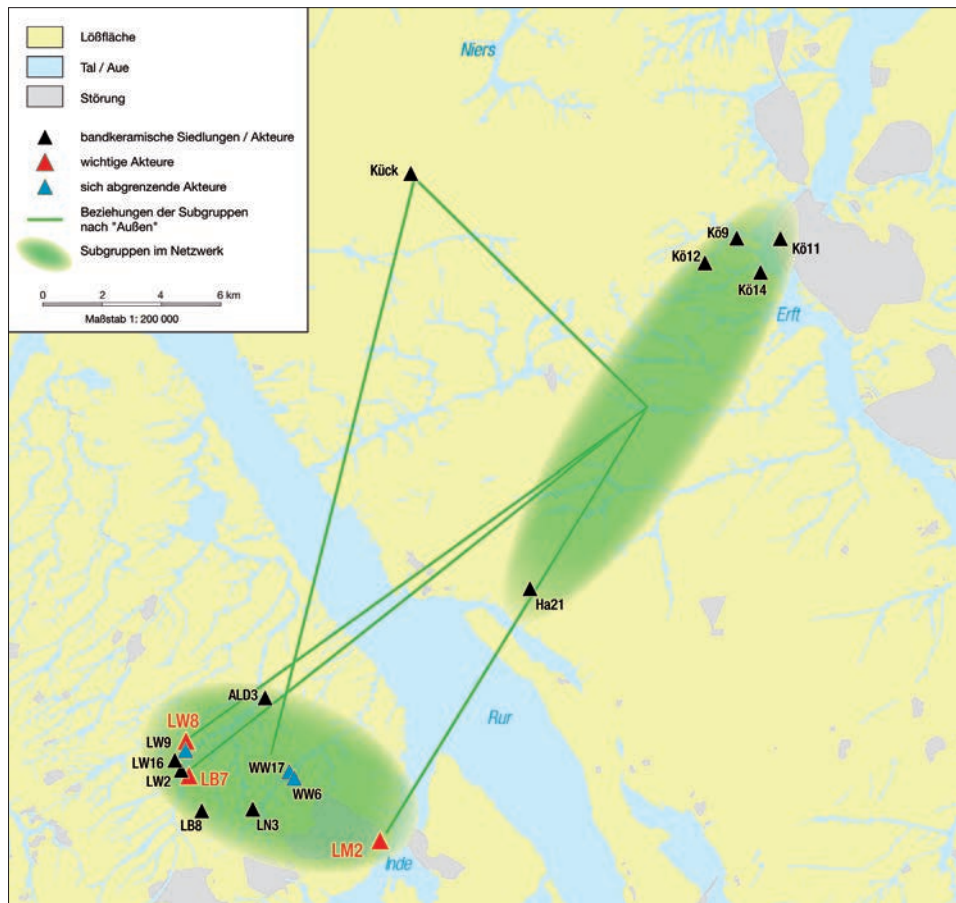 Lößfläche
Tal / Aue
Störung
bandkeramische Siedlungen / Akteure
wichtige Akteure
sich abgrenzende Akteure
Beziehungen der Subgruppen
nach "Außen"
Subgruppen im Netzwerk
0 2 4 6 km
Maßstab 1: 200 000
Niers
Kück
Kö9
Kö11
Kö12
Kö14
Erft
Ha21
ALD3
Rur
LW8
LW9
LW16
LW2
LB7
WW17
WW6
LB8
LN3
LM2
Inde